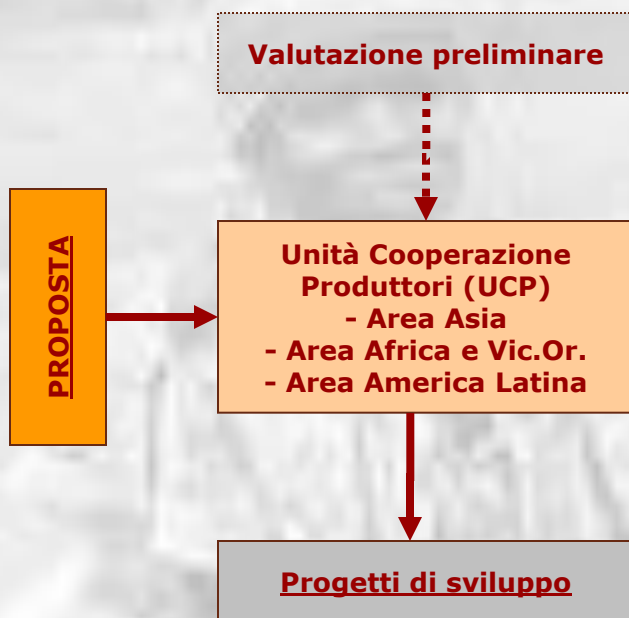 Valutazione preliminare
PROPOSTA
Unità Cooperazione
Produttori (UCP)
- Area Asia
- Area Africa e Vic.Or.
- Area America Latina
Progetti di sviluppo